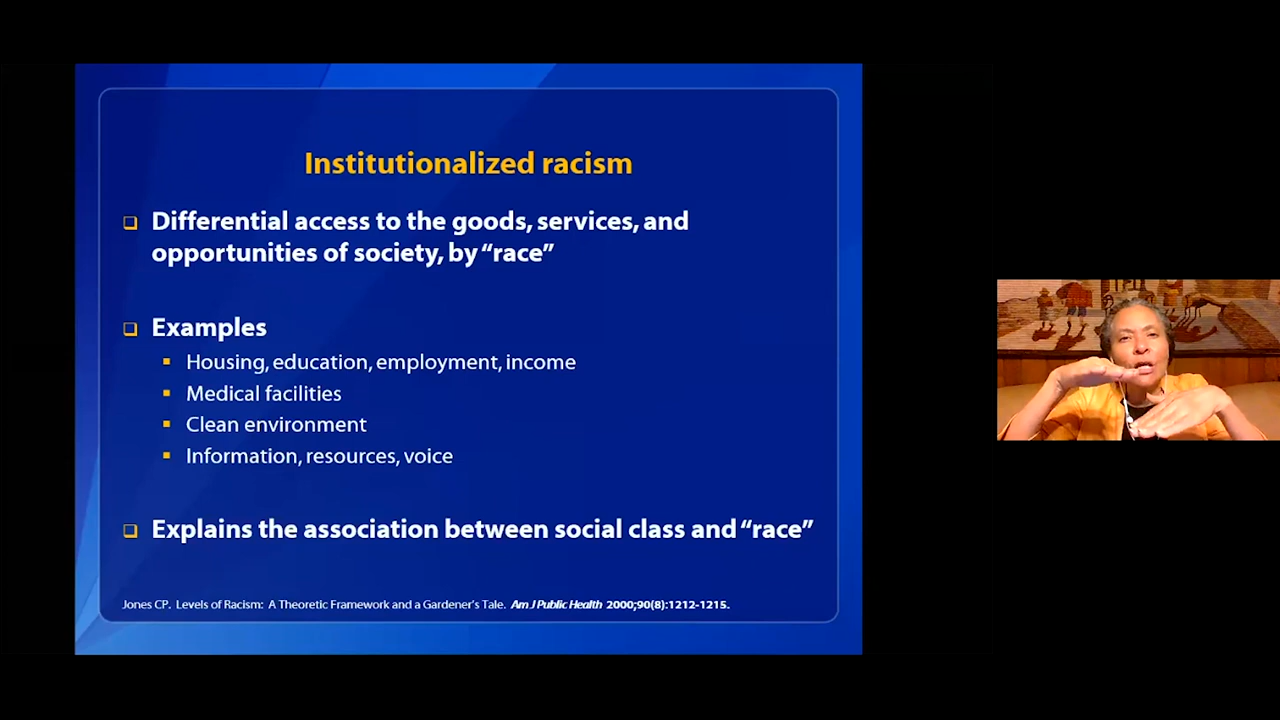 Institutionalized racism
Differential access to the goods, services, and
opportunities of society, by “race”
Examples
Housing, education, employment, income
Medical facilities
Clean environment
Information, resources, voice
Explains the association between social class and “race”
Jones CP. Levels of Racism: A Theoretic Framework and a Gardener’s Tale. Am J Public Health 2000;90(8):1212-1215.